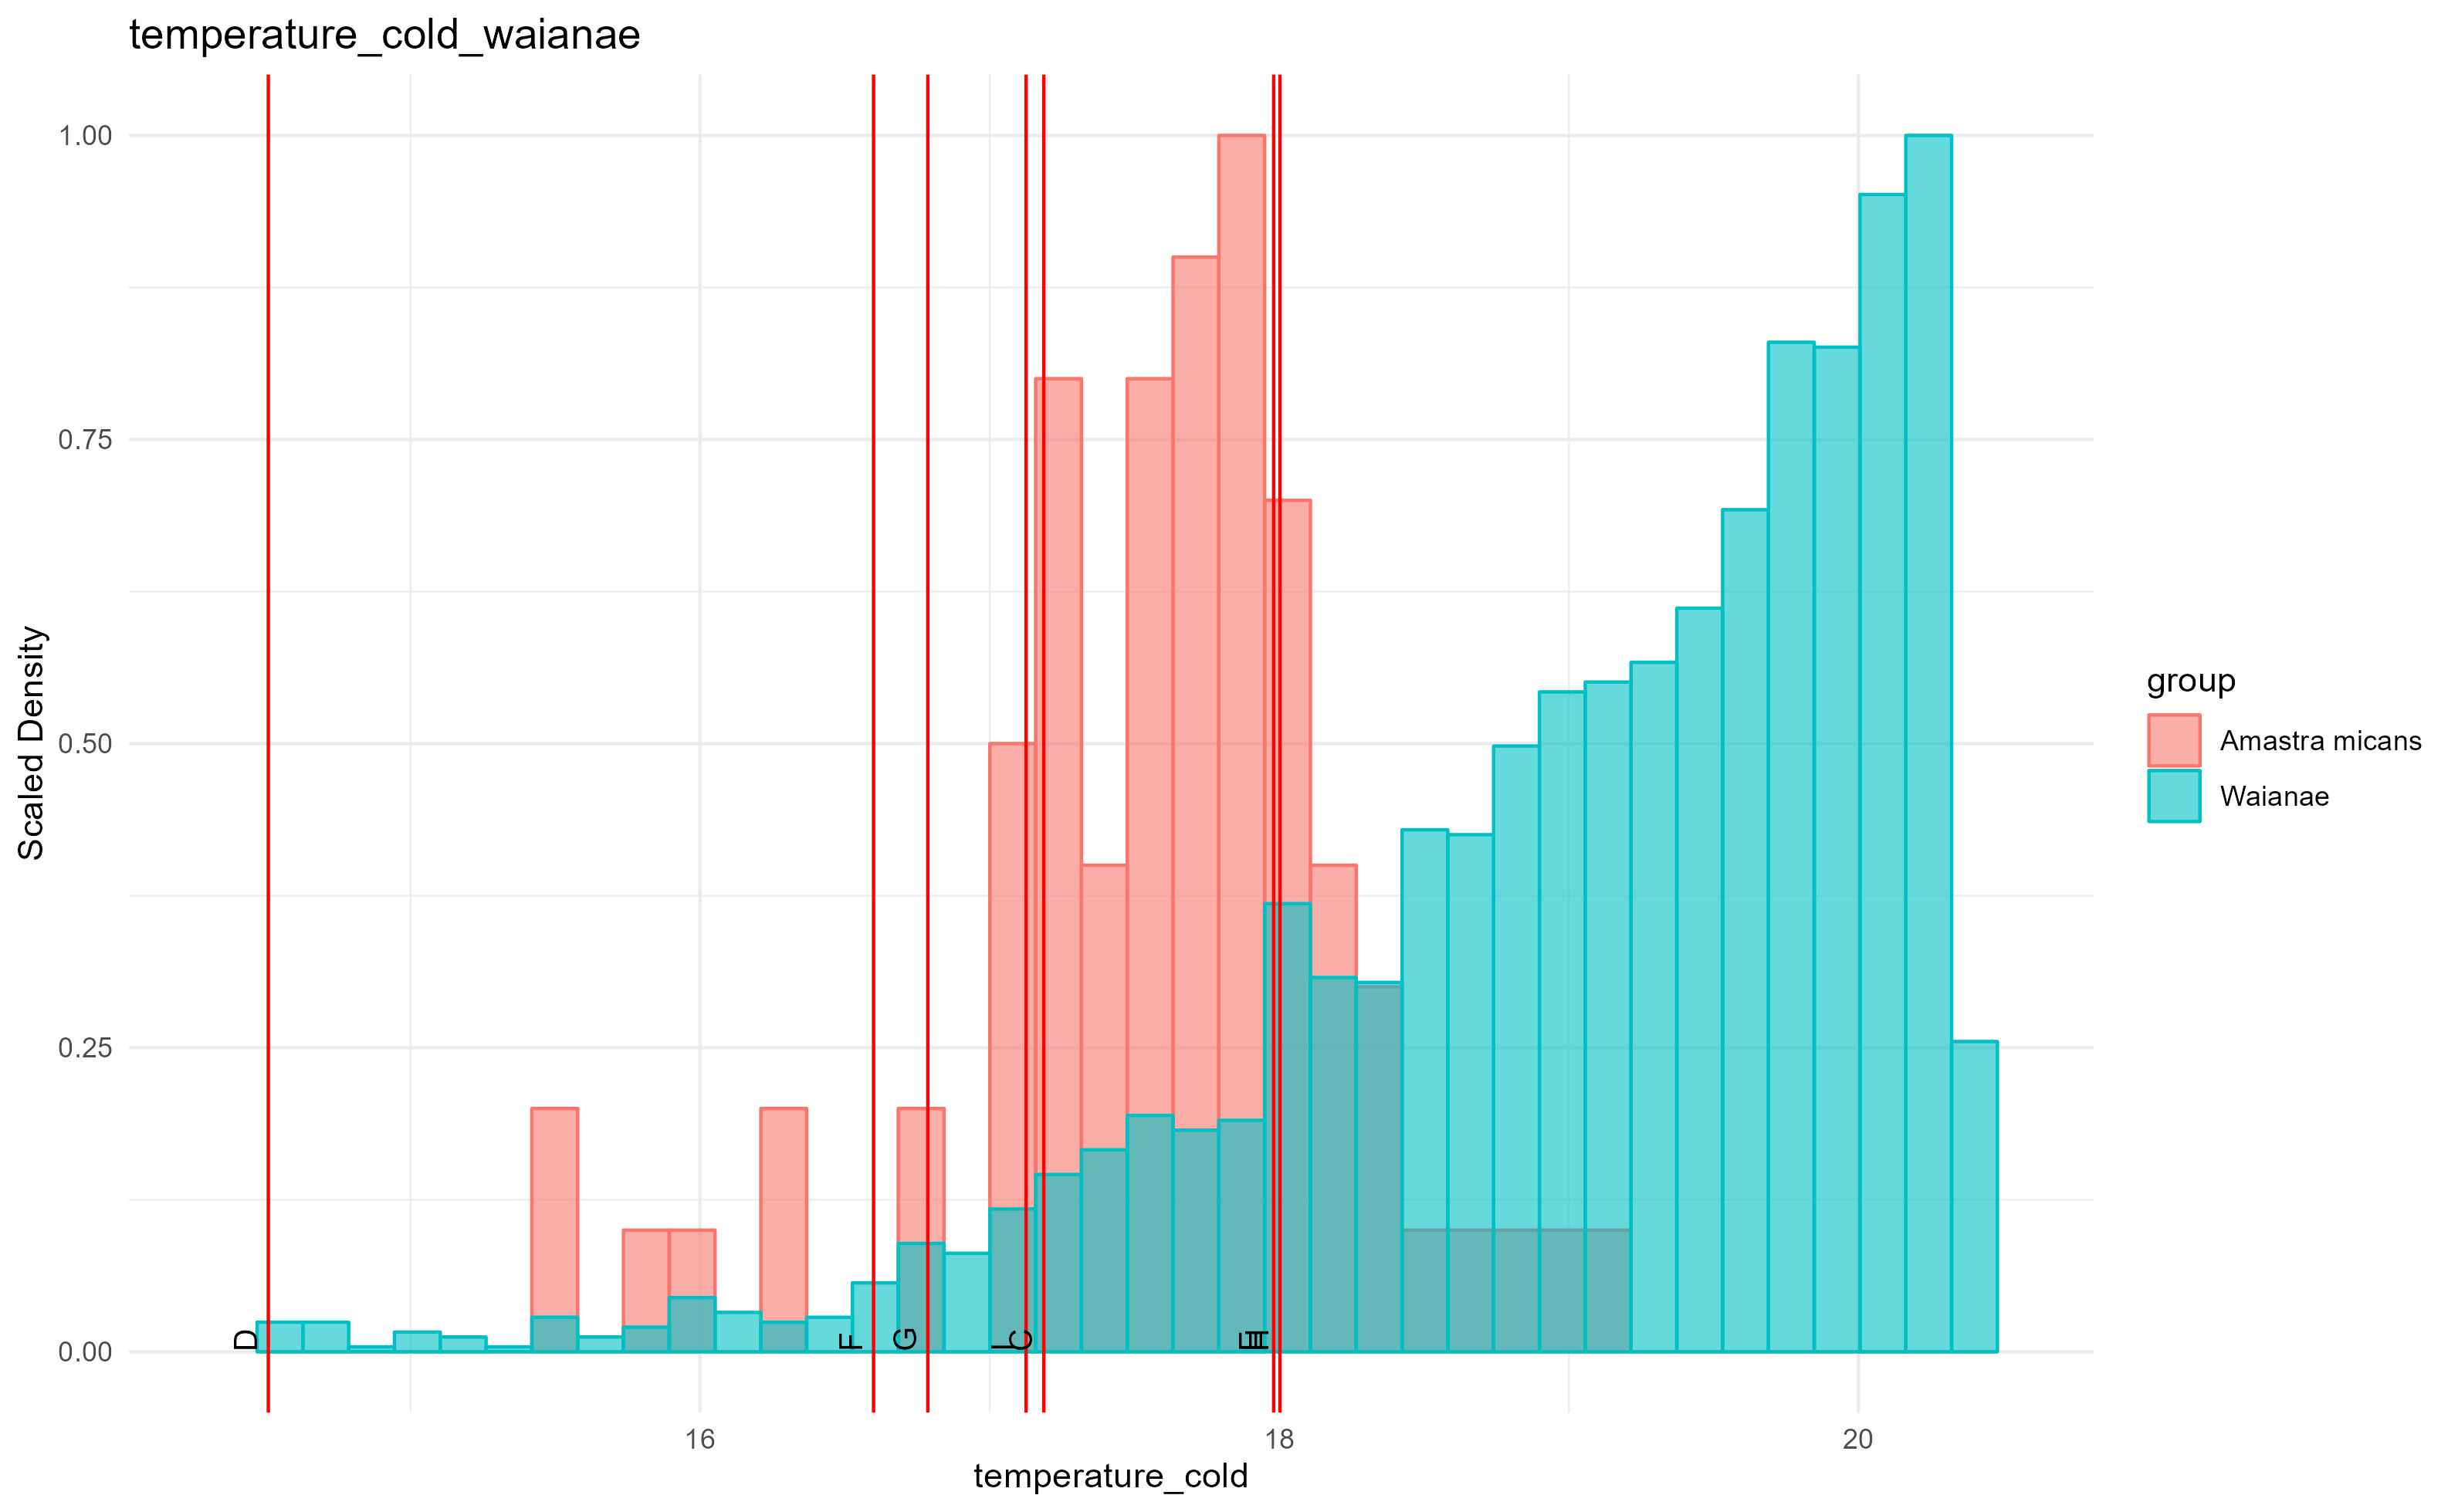 temperature_cold_waianae
1.00
0.75
0.50
0.25
0.00
Scaled Density
D
F
G
C
16
18
20
temperature_cold
group
Amastra micans
Waianae